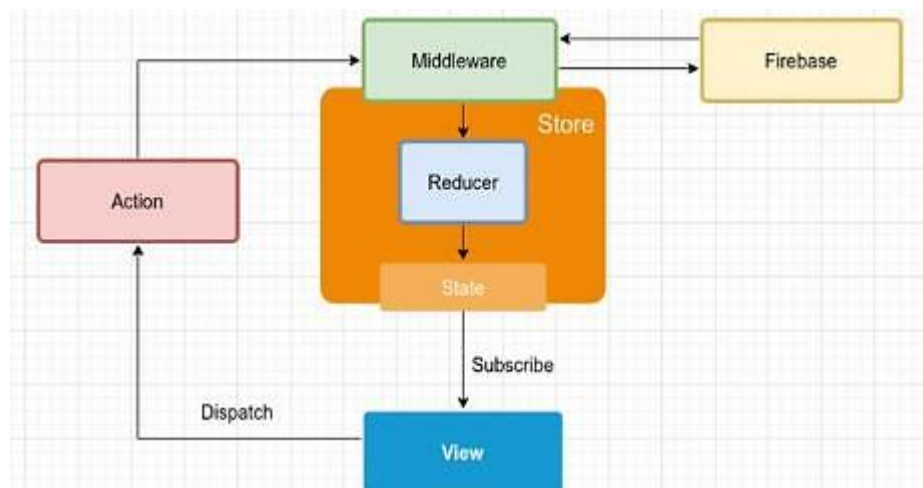 Middleware
Firebase
Store
Reducer
Action
State
Subscribe
Dispatch
View